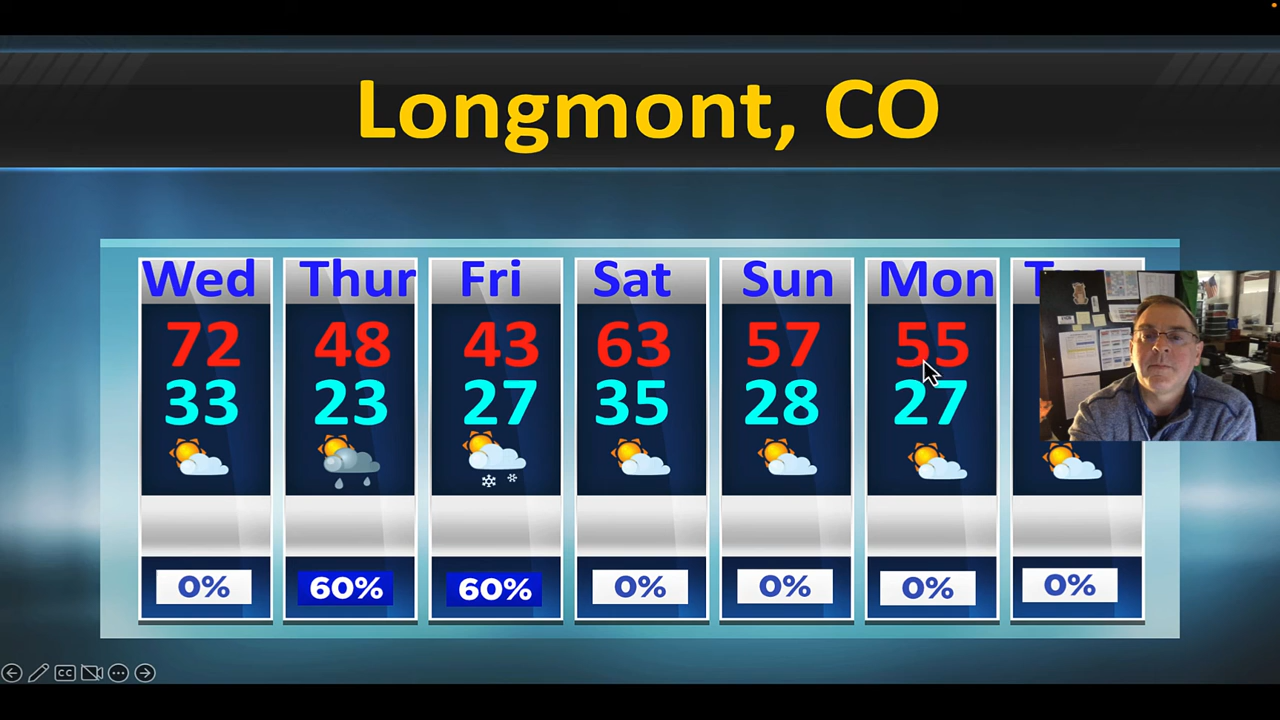 Longmont, CO
Wed Thur Fri Sat Sun Mon
72 48 43 63 57 55
33 23 27 35 28 27
0% 60% 60% 0% 0% 0% 0%
CC